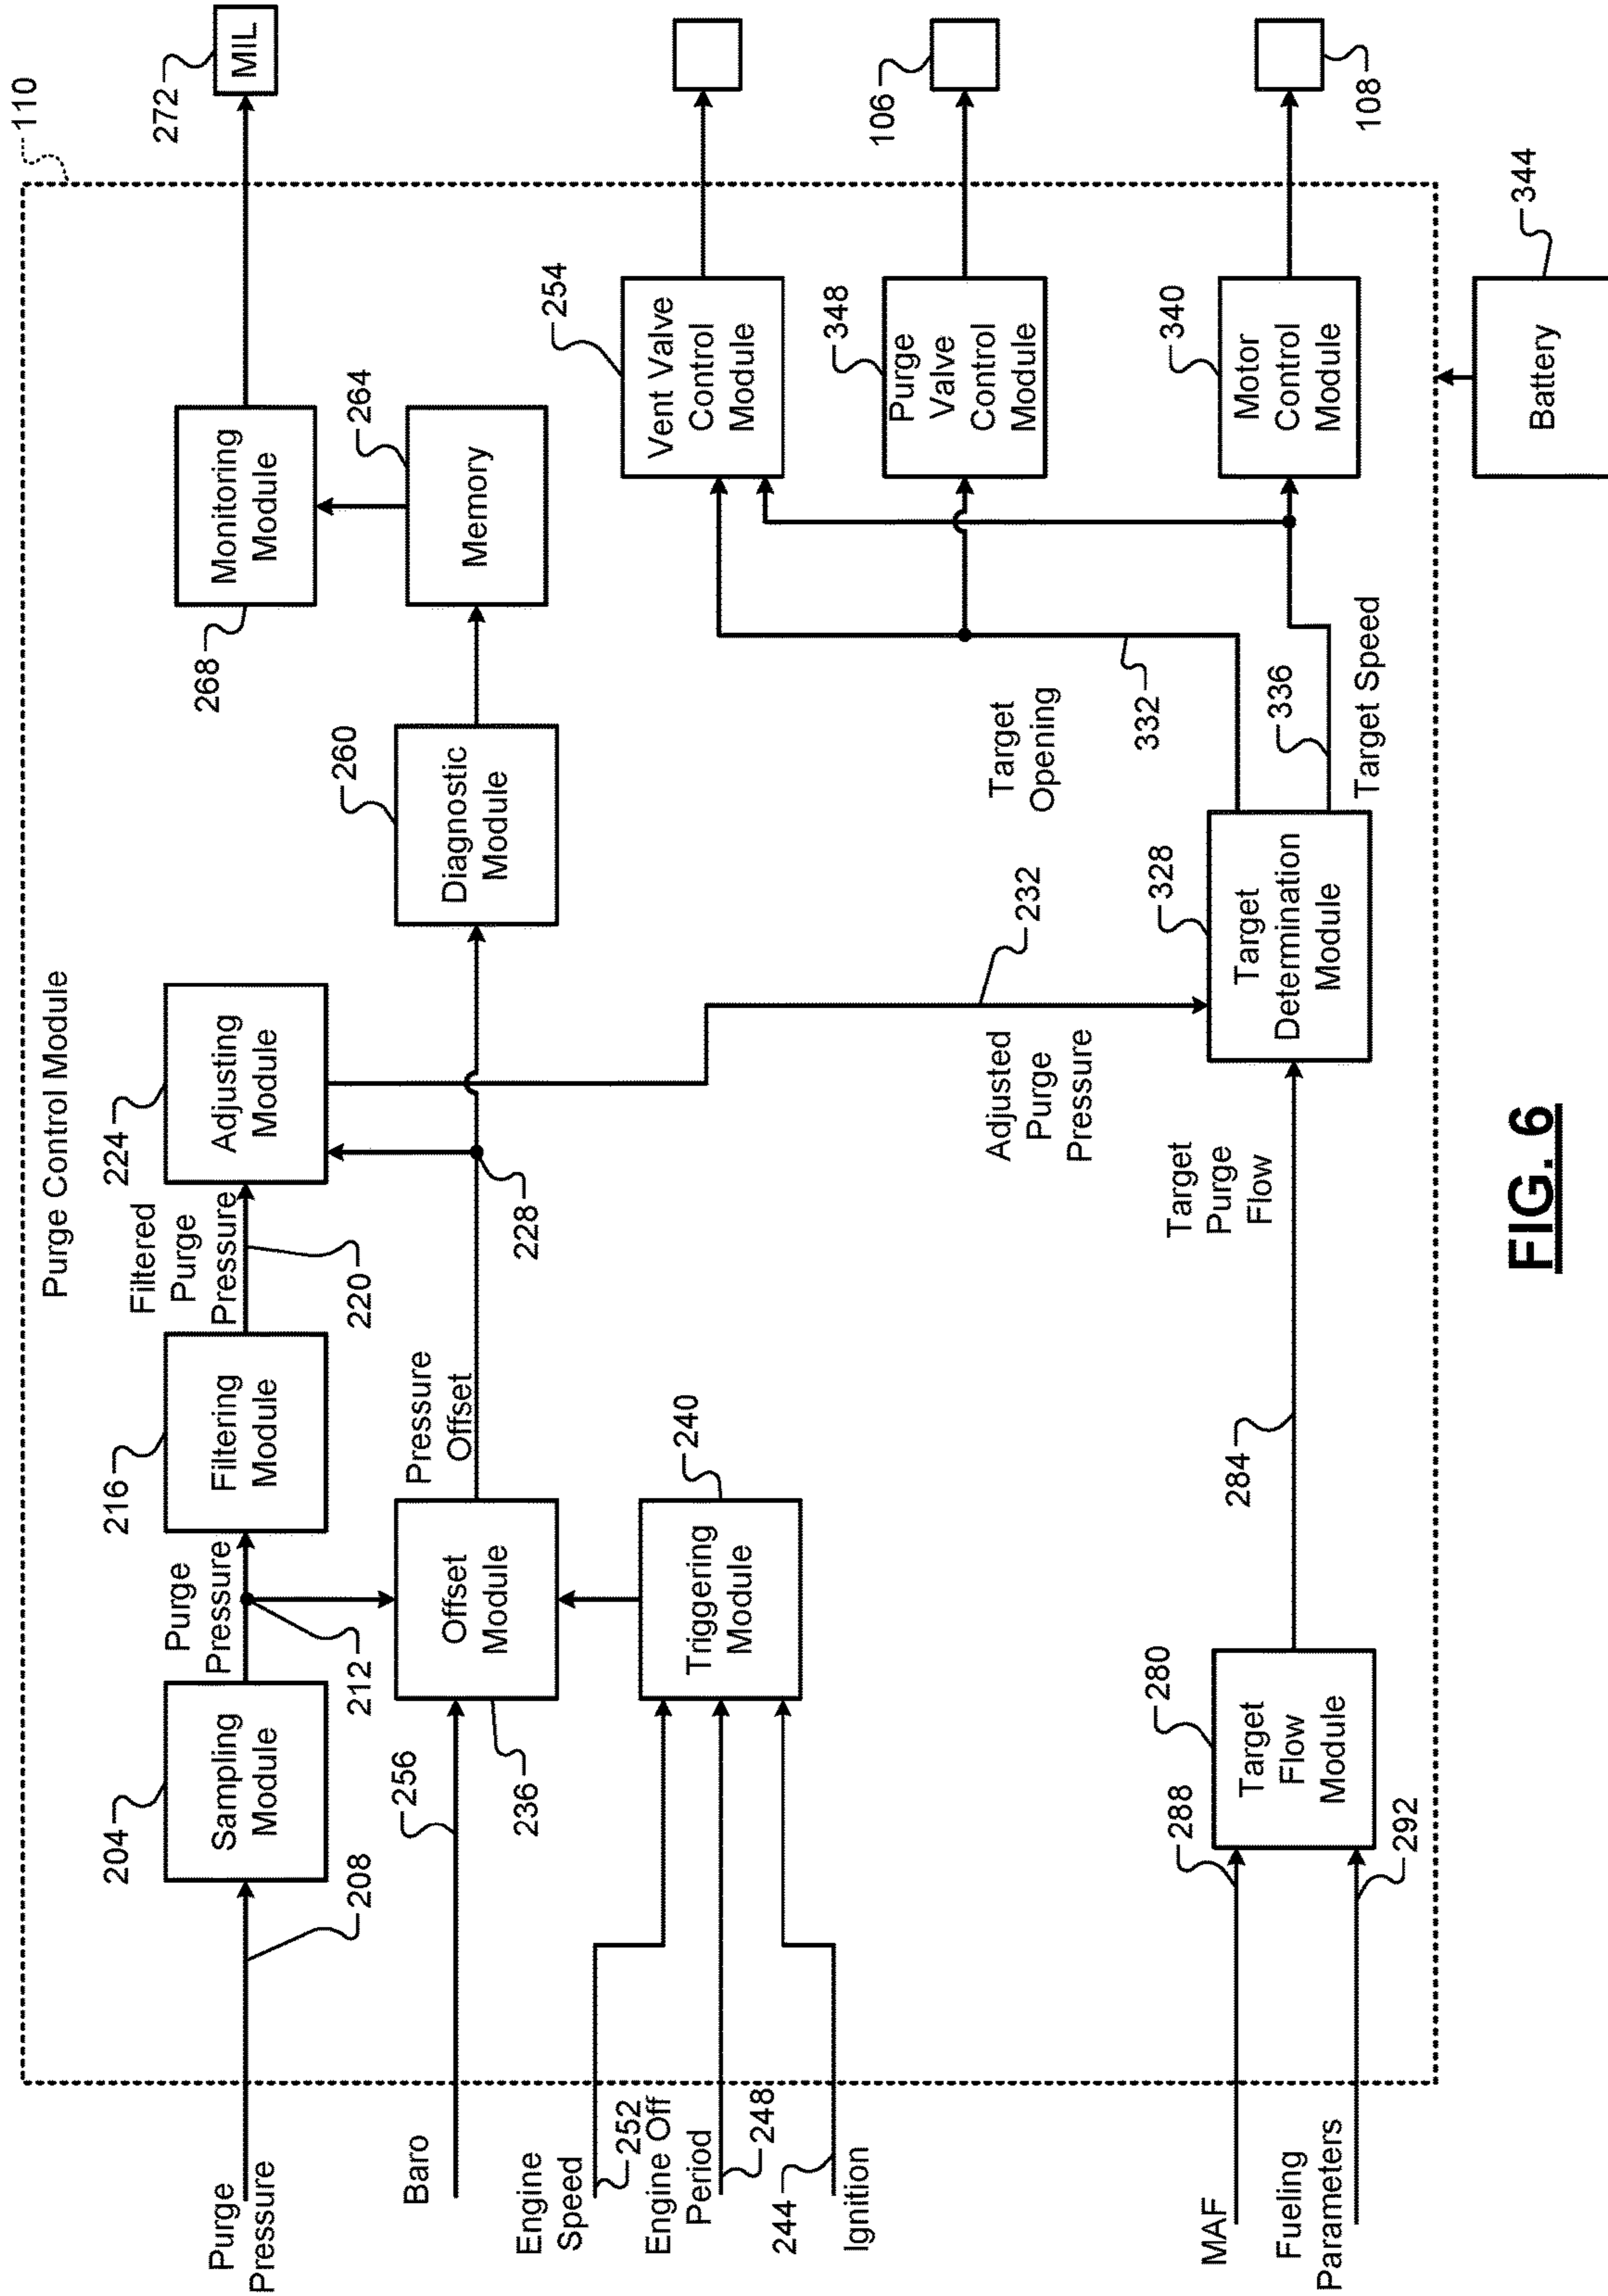 110
Purge Control Module
Purge
Pressure
208
204
Sampling
Module
Purge
Pressure
212
216
Filtering
Module
Filtered
Purge
Pressure
220
224
Adjusting
Module
268
Monitoring
Module
272
MIL
Baro
256
236
Offset
Module
Pressure
Offset
228
260
Diagnostic
Module
264
Memory
Engine
Speed
252
Engine Off
Period
248
244
Ignition
Triggering
Module
240
Adjusted
Purge
Pressure
232
Target
Opening
332
254
Vent Valve
Control
Module
348
Purge
Valve
Control
Module
106
MAF
288
Fueling
Parameters
292
280
Target
Flow
Module
284
Target
Purge
Flow
328
Target
Determination
Module
336
Target Speed
340
Motor
Control
Module
108
Battery
344
FIG. 6